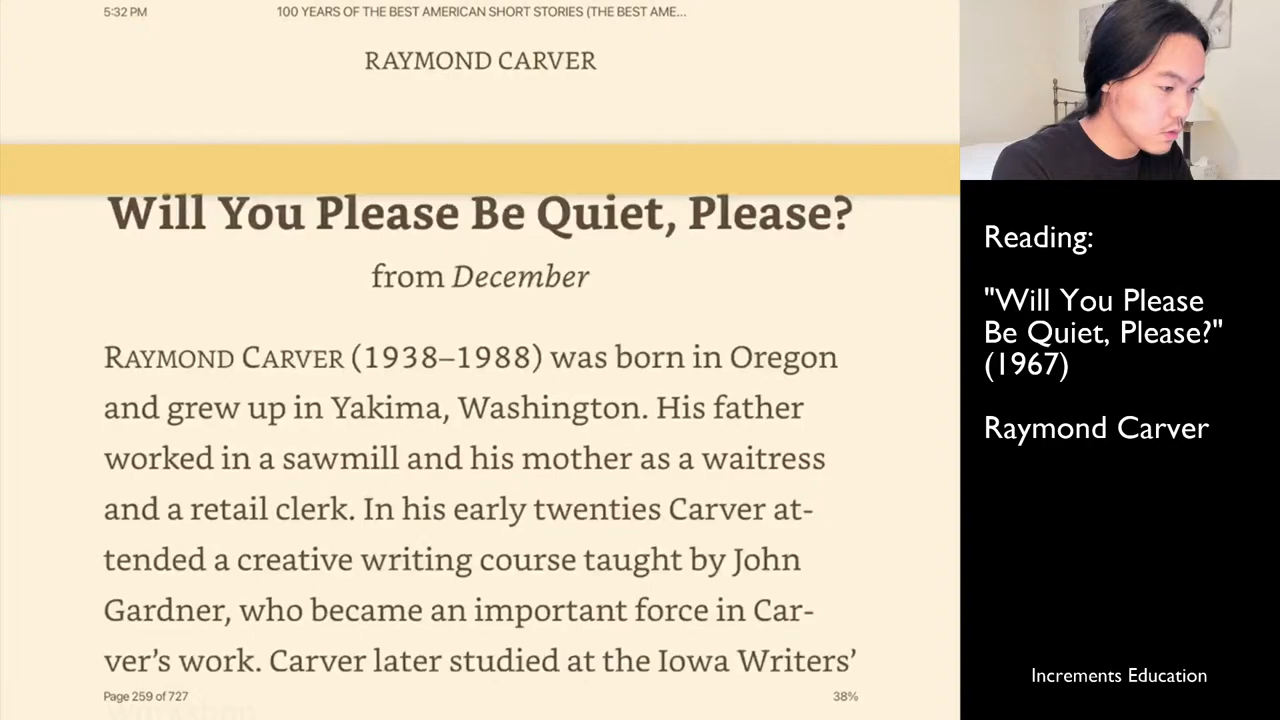 5:32 PM
100 YEARS OF THE BEST AMERICAN SHORT STORIES (THE BEST AME...
RAYMOND CARVER
Will You Please Be Quiet, Please?
from December
RAYMOND CARVER (1938–1988) was born in Oregon
and grew up in Yakima, Washington. His father
worked in a sawmill and his mother as a waitress
and a retail clerk. In his early twenties Carver at-
tended a creative writing course taught by John
Gardner, who became an important force in Car-
ver’s work. Carver later studied at the Iowa Writers’
Page 259 of 727
38%
Workshop
Reading:
"Will You Please
Be Quiet, Please?"
(1967)
Raymond Carver
Increments Education